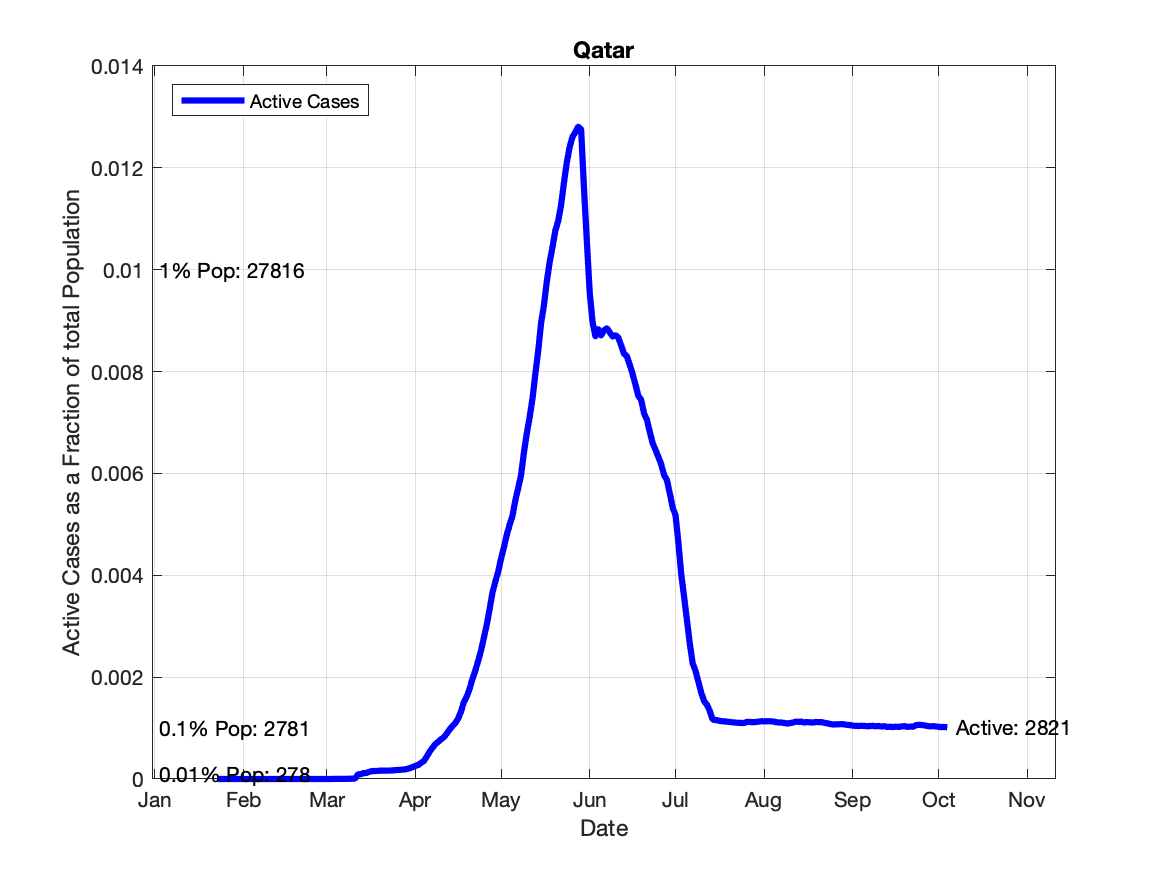 Qatar
0.014
Active Cases
0.012
1% Pop: 27816
0.01
0.008
0.006
0.004
0.002
0.1% Pop: 2781
Active: 2821
0.01% Pop: 278
0
Jan Feb Mar Apr May Jun Jul Aug Sep Oct Nov
Date
Active Cases as a Fraction of total Population